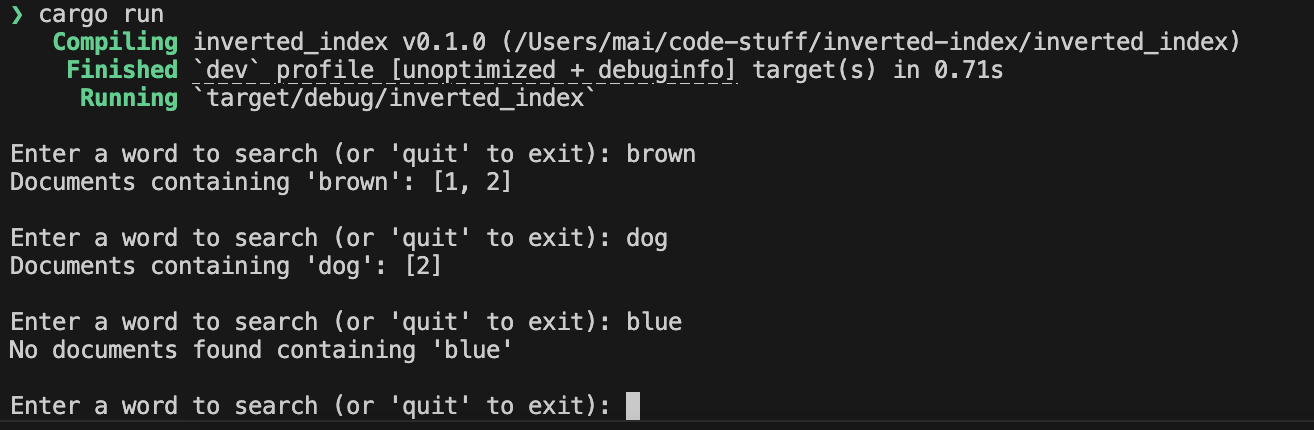 ❯ cargo run
Compiling inverted_index v0.1.0 (/Users/mai/code-stuff/inverted-index/inverted_index)
Finished `dev` profile [unoptimized + debuginfo] target(s) in 0.71s
Running `target/debug/inverted_index`
Enter a word to search (or 'quit' to exit): brown
Documents containing 'brown': [1, 2]
Enter a word to search (or 'quit' to exit): dog
Documents containing 'dog': [2]
Enter a word to search (or 'quit' to exit): blue
No documents found containing 'blue'
Enter a word to search (or 'quit' to exit):